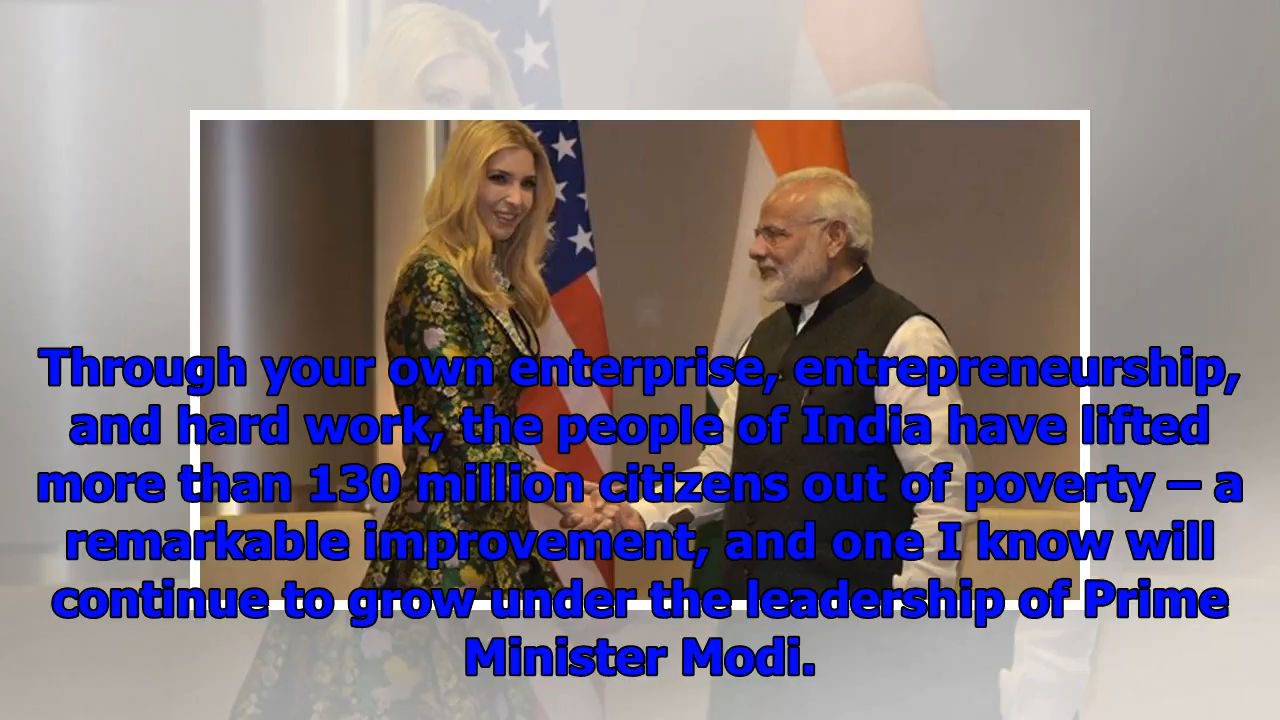 Through your own enterprise, entrepreneurship,
and hard work, the people of India have lifted
more than 130 million citizens out of poverty – a
remarkable improvement, and one I know will
continue to grow under the leadership of Prime
Minister Modi.